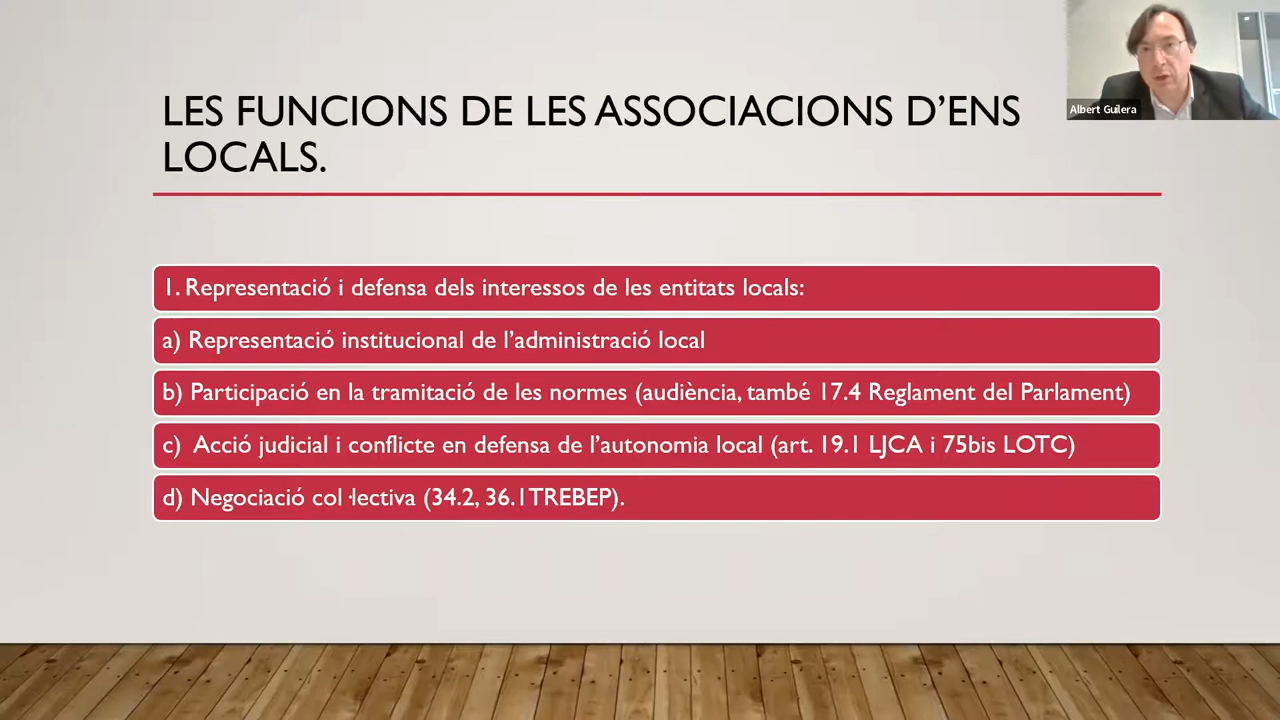 LES FUNCIONS DE LES ASSOCIACIONS D’ENS
LOCALS.
Albert Guilera
1. Representació i defensa dels interessos de les entitats locals:
a) Representació institucional de l’administració local
b) Participació en la tramitació de les normes (audiència, també 17.4 Reglament del Parlament)
c) Acció judicial i conflicte en defensa de l’autonomia local (art. 19.1 LJCA i 75bis LOTC)
d) Negociació col·lectiva (34.2, 36.1TREBEP).